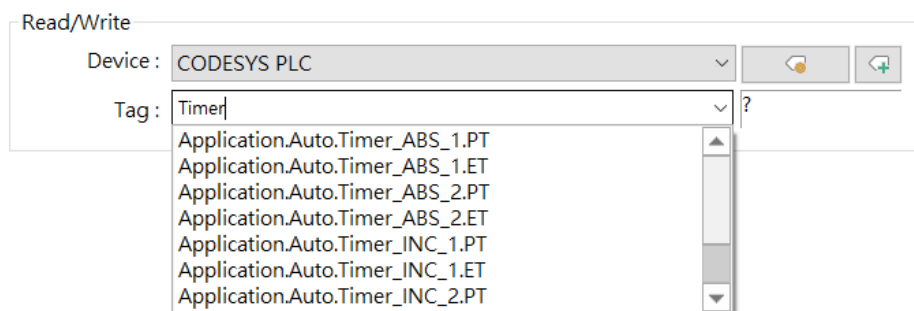 Read/Write
Device : CODESYS PLC
Tag : Timer ?
Application.Auto.Timer_ABS_1.PT
Application.Auto.Timer_ABS_1.ET
Application.Auto.Timer_ABS_2.PT
Application.Auto.Timer_ABS_2.ET
Application.Auto.Timer_INC_1.PT
Application.Auto.Timer_INC_1.ET
Application.Auto.Timer_INC_2.PT